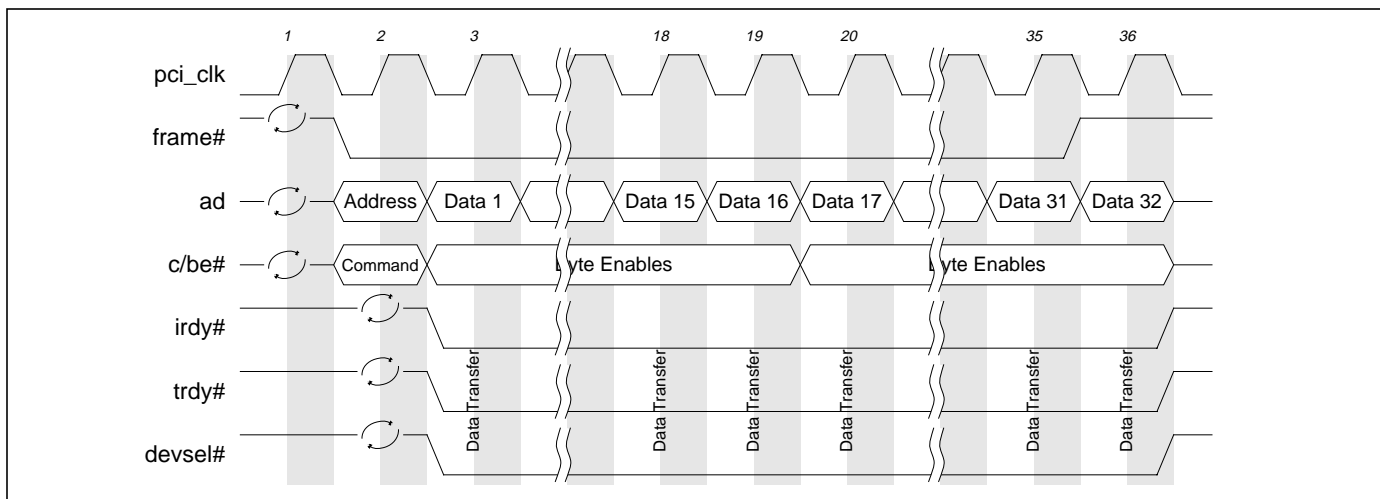 1 2 3 18 19 20 35 36
pci_clk
frame#
ad Address Data 1 Data 15 Data 16 Data 17 Data 31 Data 32
c/be# Command yte Enables yte Enables
irdy#
trdy#
devsel#
Data Transfer
Data Transfer
Data Transfer
Data Transfer
Data Transfer
Data Transfer